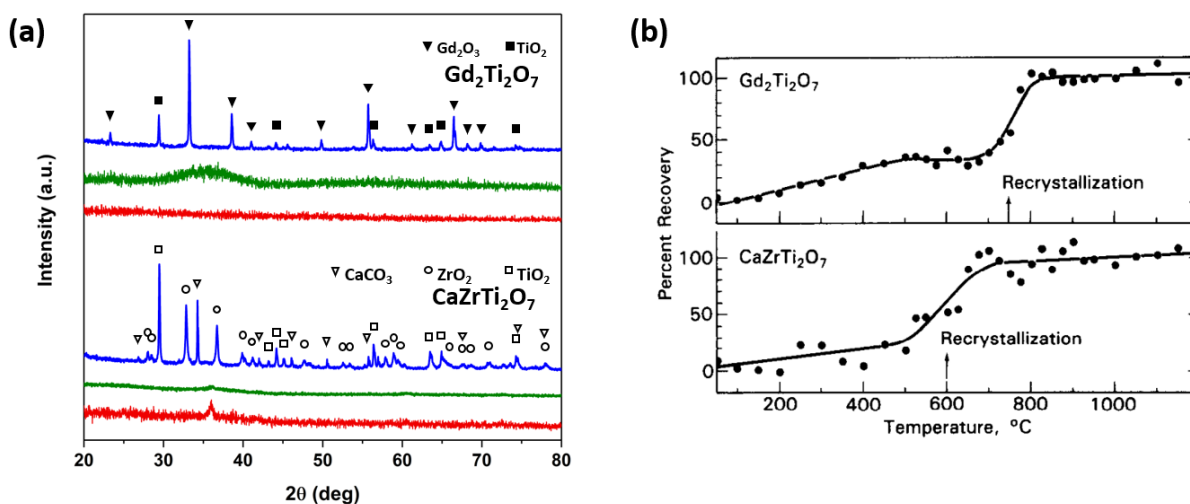 (a)
▼ Gd₂O₃ ■ TiO₂
Gd₂Ti₂O₇
▽ CaCO₃ ○ ZrO₂ □ TiO₂
CaZrTi₂O₇
Intensity (a.u.)
20 30 40 50 60 70 80
2θ (deg)
(b)
Gd₂Ti₂O₇
100
50
0
Recrystallization
CaZrTi₂O₇
100
50
0
Recrystallization
Percent Recovery
200 400 600 800 1000
Temperature, °C